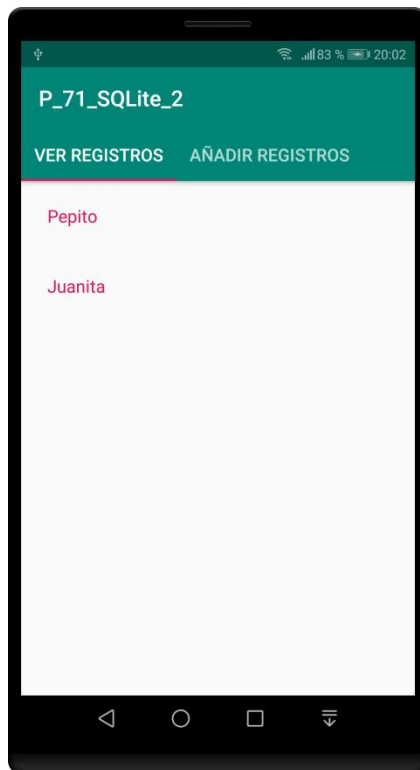 83 % 20:02
P_71_SQLite_2
VER REGISTROS AÑADIR REGISTROS
Pepito
Juanita